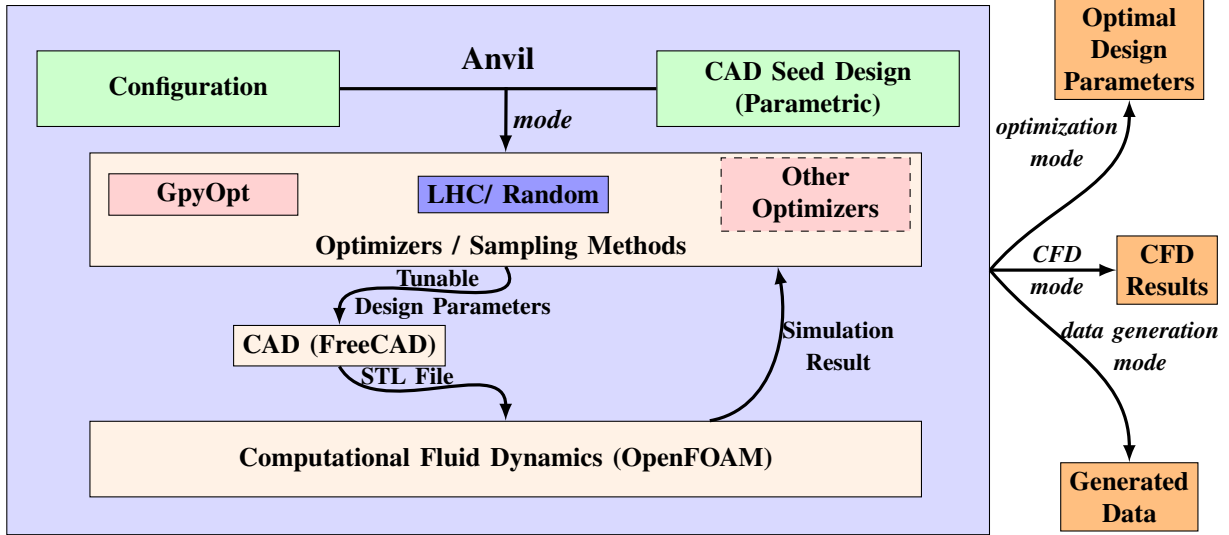 Anvil
Configuration
CAD Seed Design
(Parametric)
mode
GpyOpt
LHC/ Random
Other
Optimizers
Optimizers / Sampling Methods
Tunable
Design Parameters
CAD (FreeCAD)
STL File
Simulation
Result
Computational Fluid Dynamics (OpenFOAM)
Optimal
Design
Parameters
optimization
mode
CFD
mode
CFD
Results
data generation
mode
Generated
Data